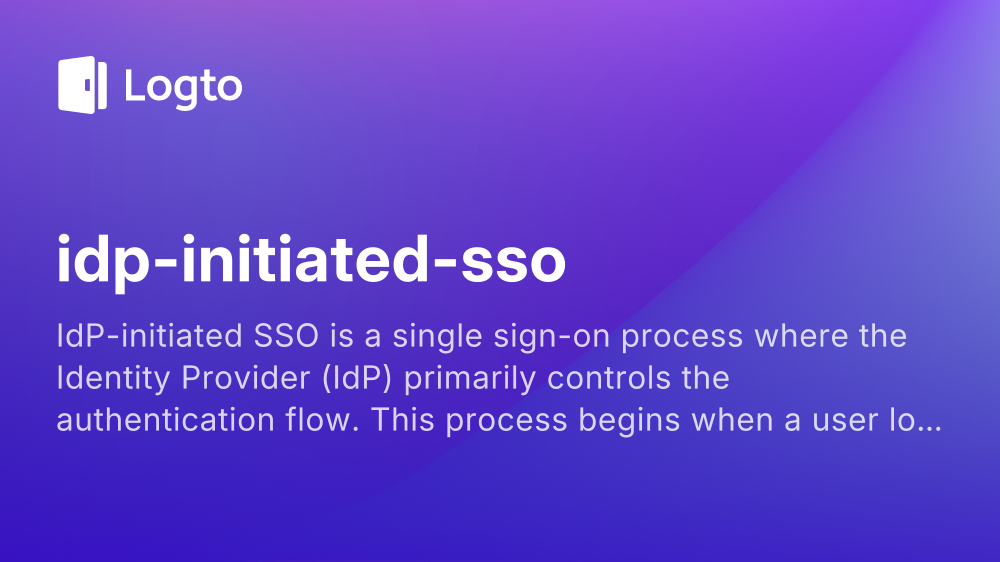 Logto
idp-initiated-sso
IdP-initiated SSO is a single sign-on process where the
Identity Provider (IdP) primarily controls the
authentication flow. This process begins when a user lo...